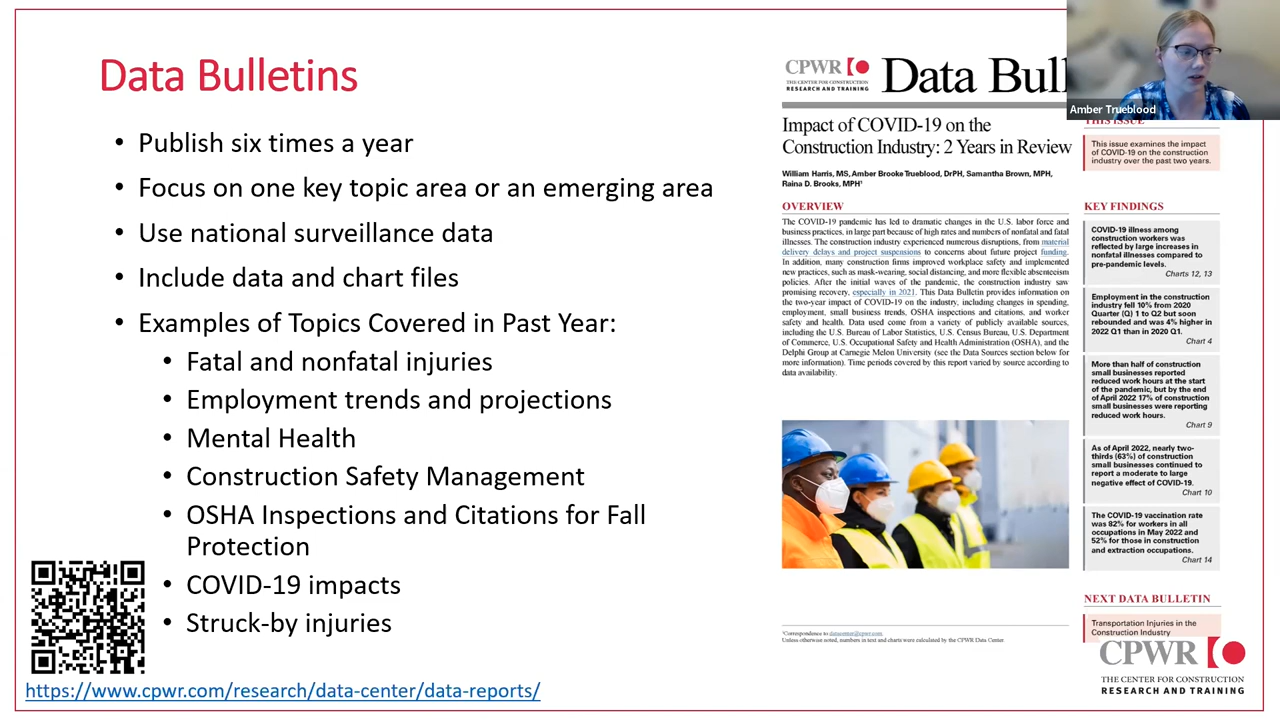 Data Bulletins
• Publish six times a year
• Focus on one key topic area or an emerging area
• Use national surveillance data
• Include data and chart files
• Examples of Topics Covered in Past Year:
• Fatal and nonfatal injuries
• Employment trends and projections
• Mental Health
• Construction Safety Management
• OSHA Inspections and Citations for Fall
Protection
• COVID-19 impacts
• Struck-by injuries
https://www.cpwr.com/research/data-center/data-reports/
CPWR
THE CENTER FOR CONSTRUCTION
RESEARCH AND TRAINING
Data Bull
Amber Trueblood
Impact of COVID-19 on the
Construction Industry: 2 Years in Review
William Harris, MS, Amber Brooke Trueblood, DrPH, Samantha Brown, MPH,
Raina D. Brooks, MPH¹
OVERVIEW
The COVID-19 pandemic has led to dramatic changes in the U.S. labor force and
business practices, in large part because of high rates and numbers of nonfatal and fatal
illnesses. The construction industry experienced numerous disruptions, from material
delivery delays and project suspensions to concerns about future project funding.
In addition, many construction firms improved workplace safety and implemented
new practices, such as mask-wearing, social distancing, and more flexible absenteeism
policies. After the initial waves of the pandemic, the construction industry saw
promising recovery, especially in 2021. This Data Bulletin provides information on
the two-year impact of COVID-19 on the industry, including changes in spending,
employment, small business trends, OSHA inspections and citations, and worker
safety and health. Data used come from a variety of publicly available sources,
including the U.S. Bureau of Labor Statistics, U.S. Census Bureau, U.S. Department
of Commerce, U.S. Occupational Safety and Health Administration (OSHA), and the
Delphi Group at Carnegie Melon University (see the Data Sources section below for
more information). Time periods covered by this report varied by source according to
data availability.
¹Correspondence to datacenter@cpwr.com.
Unless otherwise noted, numbers in text and charts were calculated by the CPWR Data Center.
THIS ISSUE
This issue examines the impact
of COVID-19 on the construction
industry over the past two years.
KEY FINDINGS
COVID-19 illness among
construction workers was
reflected by large increases in
nonfatal illnesses compared to
pre-pandemic levels.
Charts 12, 13
Employment in the construction
industry fell 10% from 2020
Quarter (Q) 1 to Q2 but soon
rebounded and was 4% higher in
2022 Q1 than in 2020 Q1.
Chart 4
More than half of construction
small businesses reported
reduced work hours at the start
of the pandemic, but by the end
of April 2022 17% of construction
small businesses were reporting
reduced work hours.
Chart 9
As of April 2022, nearly two-
thirds (63%) of construction
small businesses continued to
report a moderate to large
negative effect of COVID-19.
Chart 10
The COVID-19 vaccination rate
was 82% for workers in all
occupations in May 2022 and
52% for those in construction
and extraction occupations.
Chart 14
NEXT DATA BULLETIN
Transportation Injuries in the
Construction Industry
CPWR
THE CENTER FOR CONSTRUCTION
RESEARCH AND TRAINING